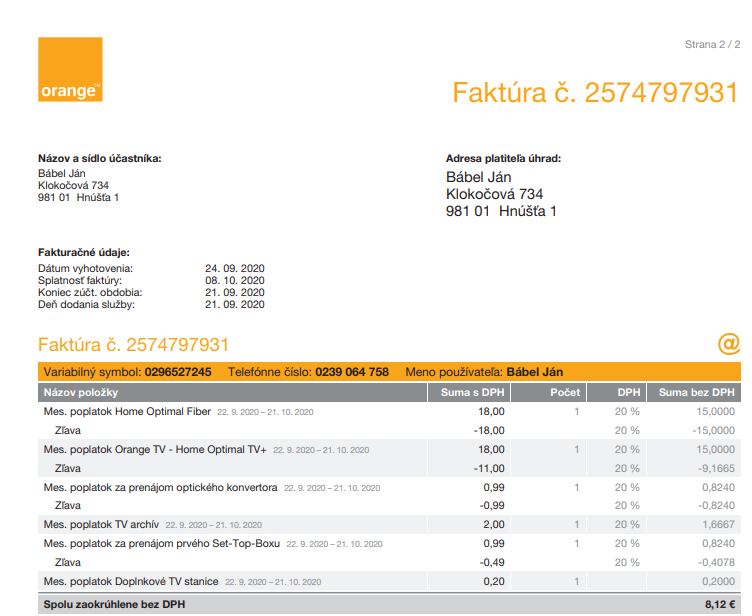 orange™
Strana 2 / 2
Faktúra č. 2574797931
Názov a sídlo účastníka:
Bábel Ján
Klokočová 734
981 01 Hnúšťa 1
Adresa platiteľa úhrad:
Bábel Ján
Klokočová 734
981 01 Hnúšťa 1
Fakturačné údaje:
Dátum vyhotovenia: 24. 09. 2020
Splatnosť faktúry: 08. 10. 2020
Koniec zúčt. obdobia: 21. 09. 2020
Deň dodania služby: 21. 09. 2020
Faktúra č. 2574797931 @
Variabilný symbol: 0296527245 Telefónne číslo: 0239 064 758 Meno používateľa: Bábel Ján
Názov položky Suma s DPH Počet DPH Suma bez DPH
Mes. poplatok Home Optimal Fiber 22. 9. 2020 – 21. 10. 2020 18,00 1 20 % 15,0000
Zľava -18,00 20 % -15,0000
Mes. poplatok Orange TV - Home Optimal TV+ 22. 9. 2020 – 21. 10. 2020 18,00 1 20 % 15,0000
Zľava -11,00 20 % -9,1665
Mes. poplatok za prenájom optického konvertora 22. 9. 2020 – 21. 10. 2020 0,99 1 20 % 0,8240
Zľava -0,99 20 % -0,8240
Mes. poplatok TV archív 22. 9. 2020 – 21. 10. 2020 2,00 1 20 % 1,6667
Mes. poplatok za prenájom prvého Set-Top-Boxu 22. 9. 2020 – 21. 10. 2020 0,99 1 20 % 0,8240
Zľava -0,49 20 % -0,4078
Mes. poplatok Doplnkové TV stanice 22. 9. 2020 – 21. 10. 2020 0,20 1 20 % 0,2000
Spolu zaokrúhlene bez DPH 8,12 €